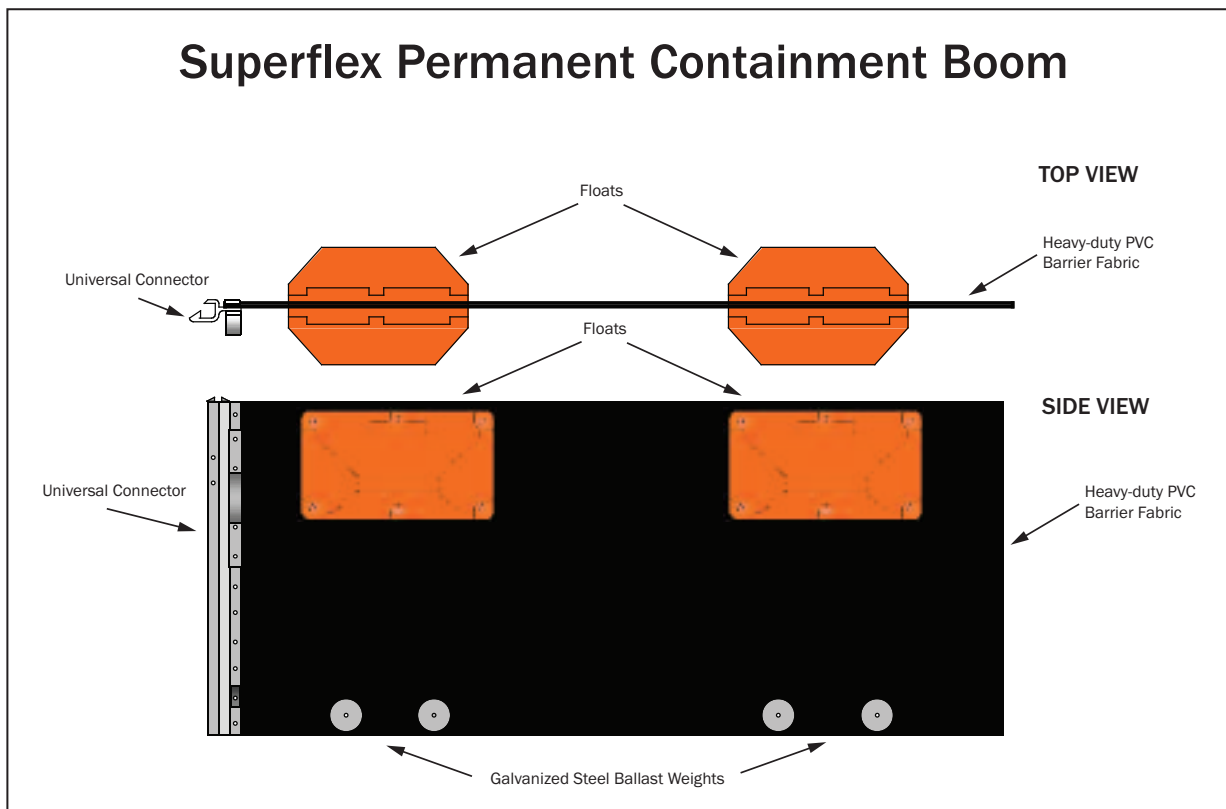 Superflex Permanent Containment Boom
TOP VIEW
Floats
Heavy-duty PVC
Barrier Fabric
Universal Connector
Floats
SIDE VIEW
Universal Connector
Heavy-duty PVC
Barrier Fabric
Galvanized Steel Ballast Weights